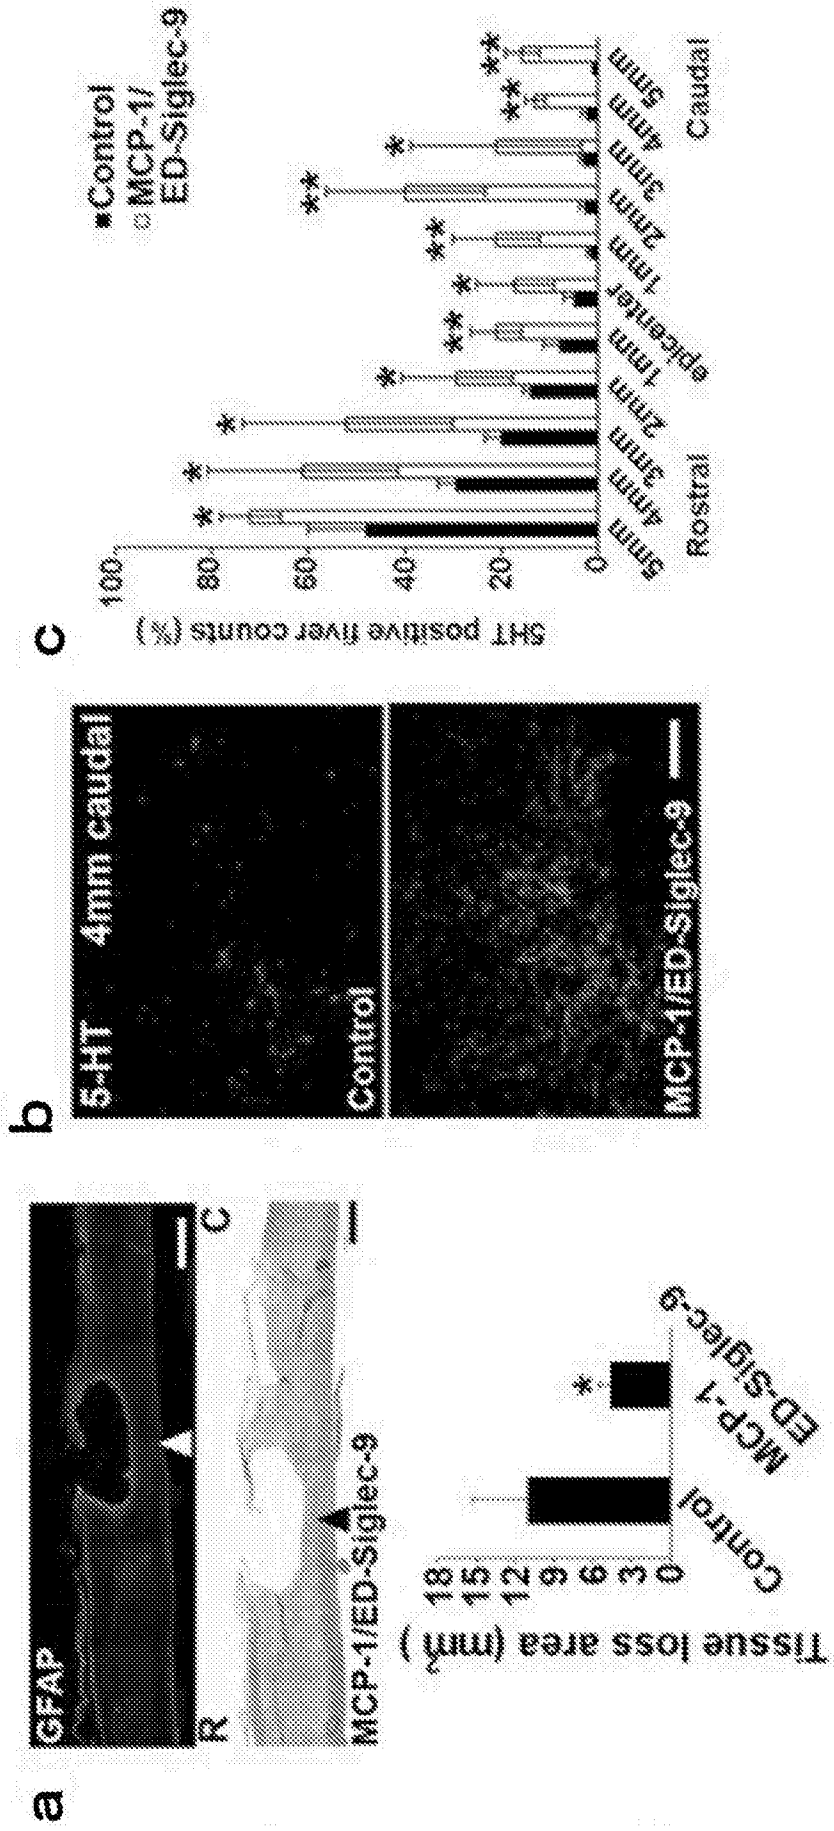 a
GFAP
R
C
MCP-1/ED-Siglec-9
Tissue loss area (mm²)
18
15
12
9
6
3
0
*
Control
MCP-1
ED-Siglec-9
b
5-HT 4mm caudal
Control
MCP-1/ED-Siglec-9
c
■Control
□MCP-1/
ED-Siglec-9
5HT positive fiver counts (%)
100
80
60
40
20
0
* * * * ** * ** ** * ** **
5mm 4mm 3mm 2mm 1mm epicenter 1mm 2mm 3mm 4mm 5mm
Rostral
Caudal